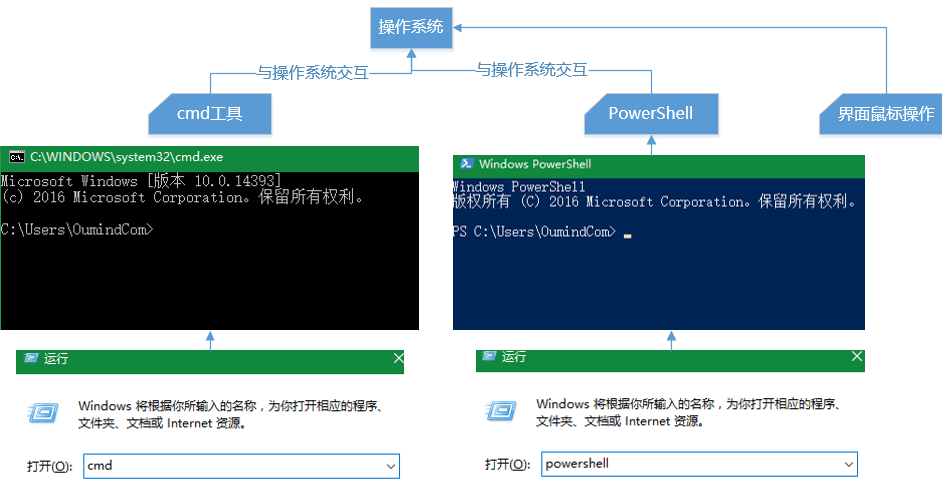 操作系统
与操作系统交互
与操作系统交互
cmd工具
PowerShell
界面鼠标操作
C:\WINDOWS\system32\cmd.exe
Microsoft Windows [版本 10.0.14393]
(c) 2016 Microsoft Corporation。保留所有权利。
C:\Users\OumindCom>
Windows PowerShell
Windows PowerShell
版权所有 (C) 2016 Microsoft Corporation。保留所有权利。
PS C:\Users\OumindCom>
运行
Windows 将根据你所输入的名称，为你打开相应的程序、
文件夹、文档或 Internet 资源。
打开(O):
cmd
运行
Windows 将根据你所输入的名称，为你打开相应的程序、
文件夹、文档或 Internet 资源。
打开(O):
powershell